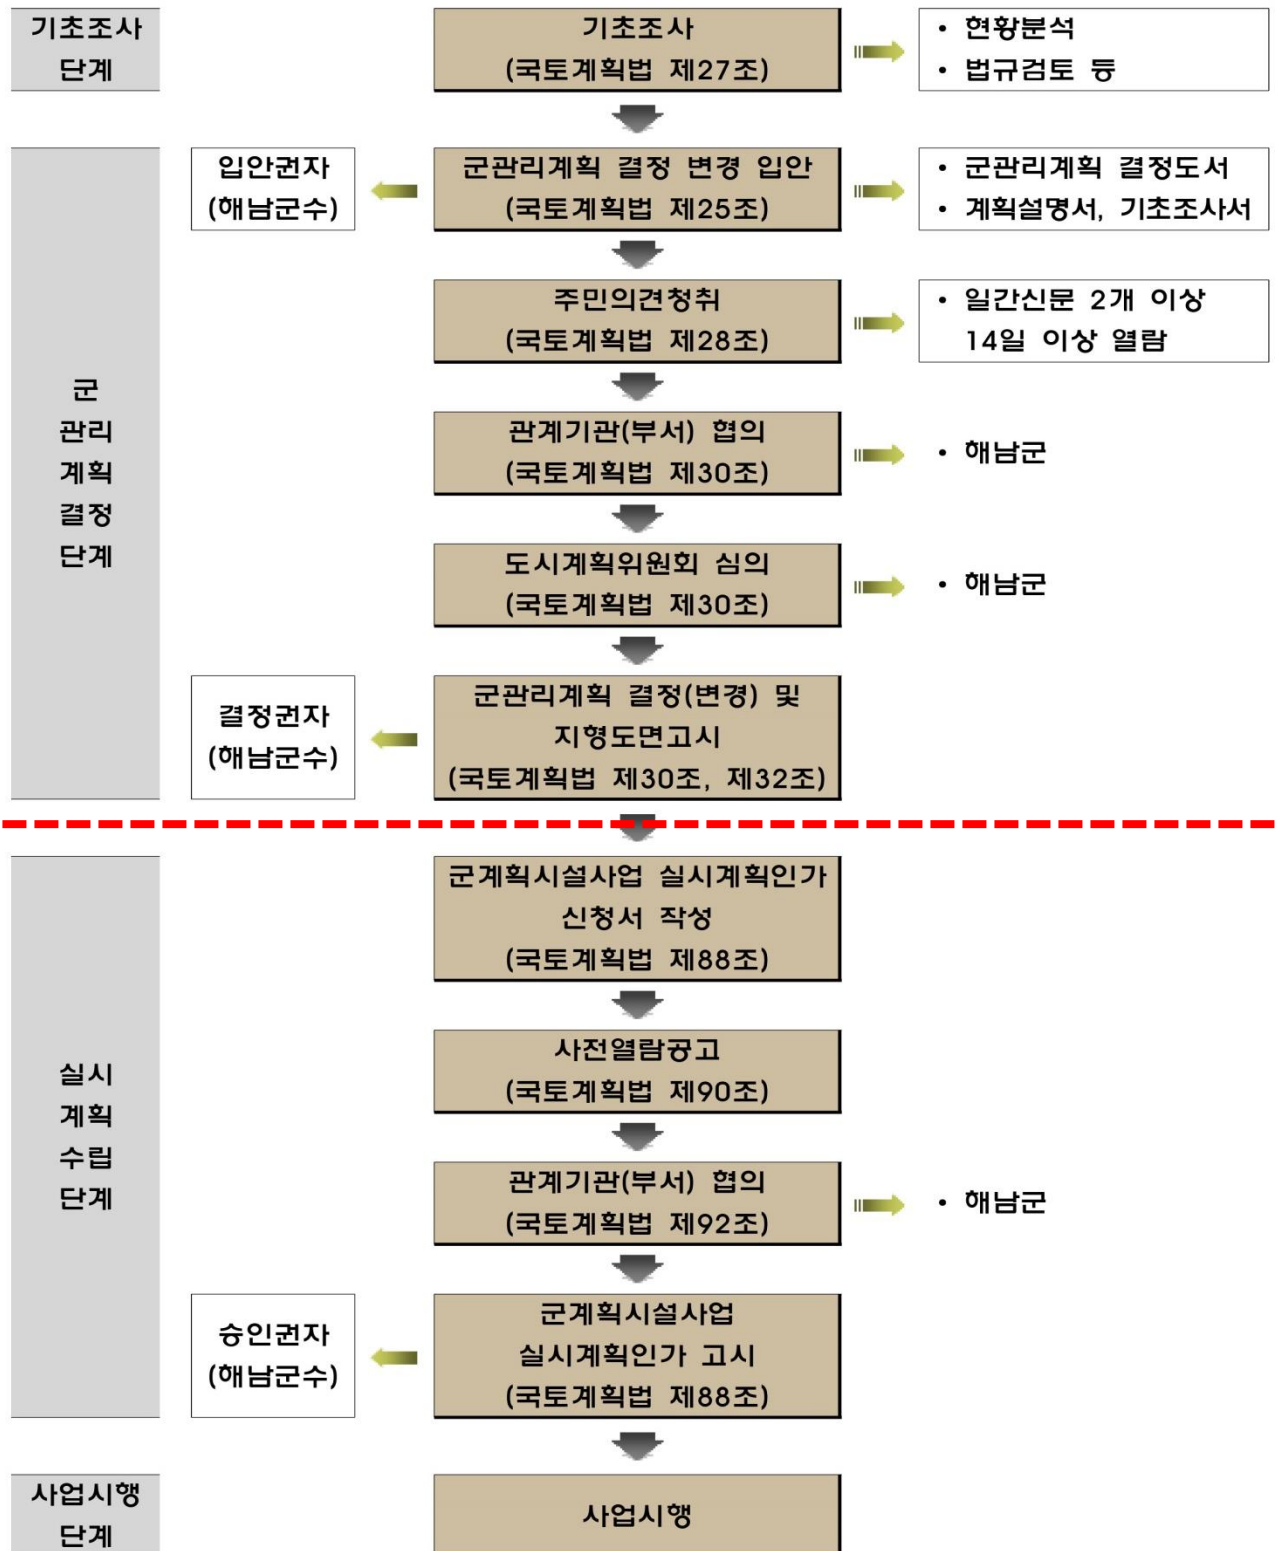 기초조사
단계
기초조사
(국토계획법 제27조)
• 현황분석
• 법규검토 등
군
관리
계획
결정
단계
입안권자
(해남군수)
군관리계획 결정 변경 입안
(국토계획법 제25조)
• 군관리계획 결정도서
• 계획설명서, 기초조사서
주민의견청취
(국토계획법 제28조)
• 일간신문 2개 이상
14일 이상 열람
관계기관(부서) 협의
(국토계획법 제30조)
• 해남군
도시계획위원회 심의
(국토계획법 제30조)
• 해남군
결정권자
(해남군수)
군관리계획 결정(변경) 및
지형도면고시
(국토계획법 제30조, 제32조)
실시
계획
수립
단계
군계획시설사업 실시계획인가
신청서 작성
(국토계획법 제88조)
사전열람공고
(국토계획법 제90조)
관계기관(부서) 협의
(국토계획법 제92조)
• 해남군
승인권자
(해남군수)
군계획시설사업
실시계획인가 고시
(국토계획법 제88조)
사업시행
단계
사업시행